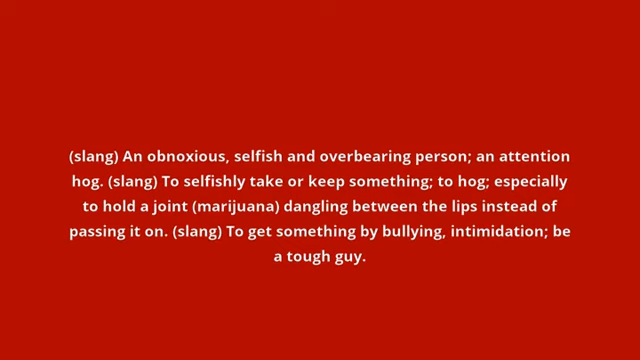 (slang) An obnoxious, selfish and overbearing person; an attention
hog. (slang) To selfishly take or keep something; to hog; especially
to hold a joint (marijuana) dangling between the lips instead of
passing it on. (slang) To get something by bullying, intimidation; be
a tough guy.